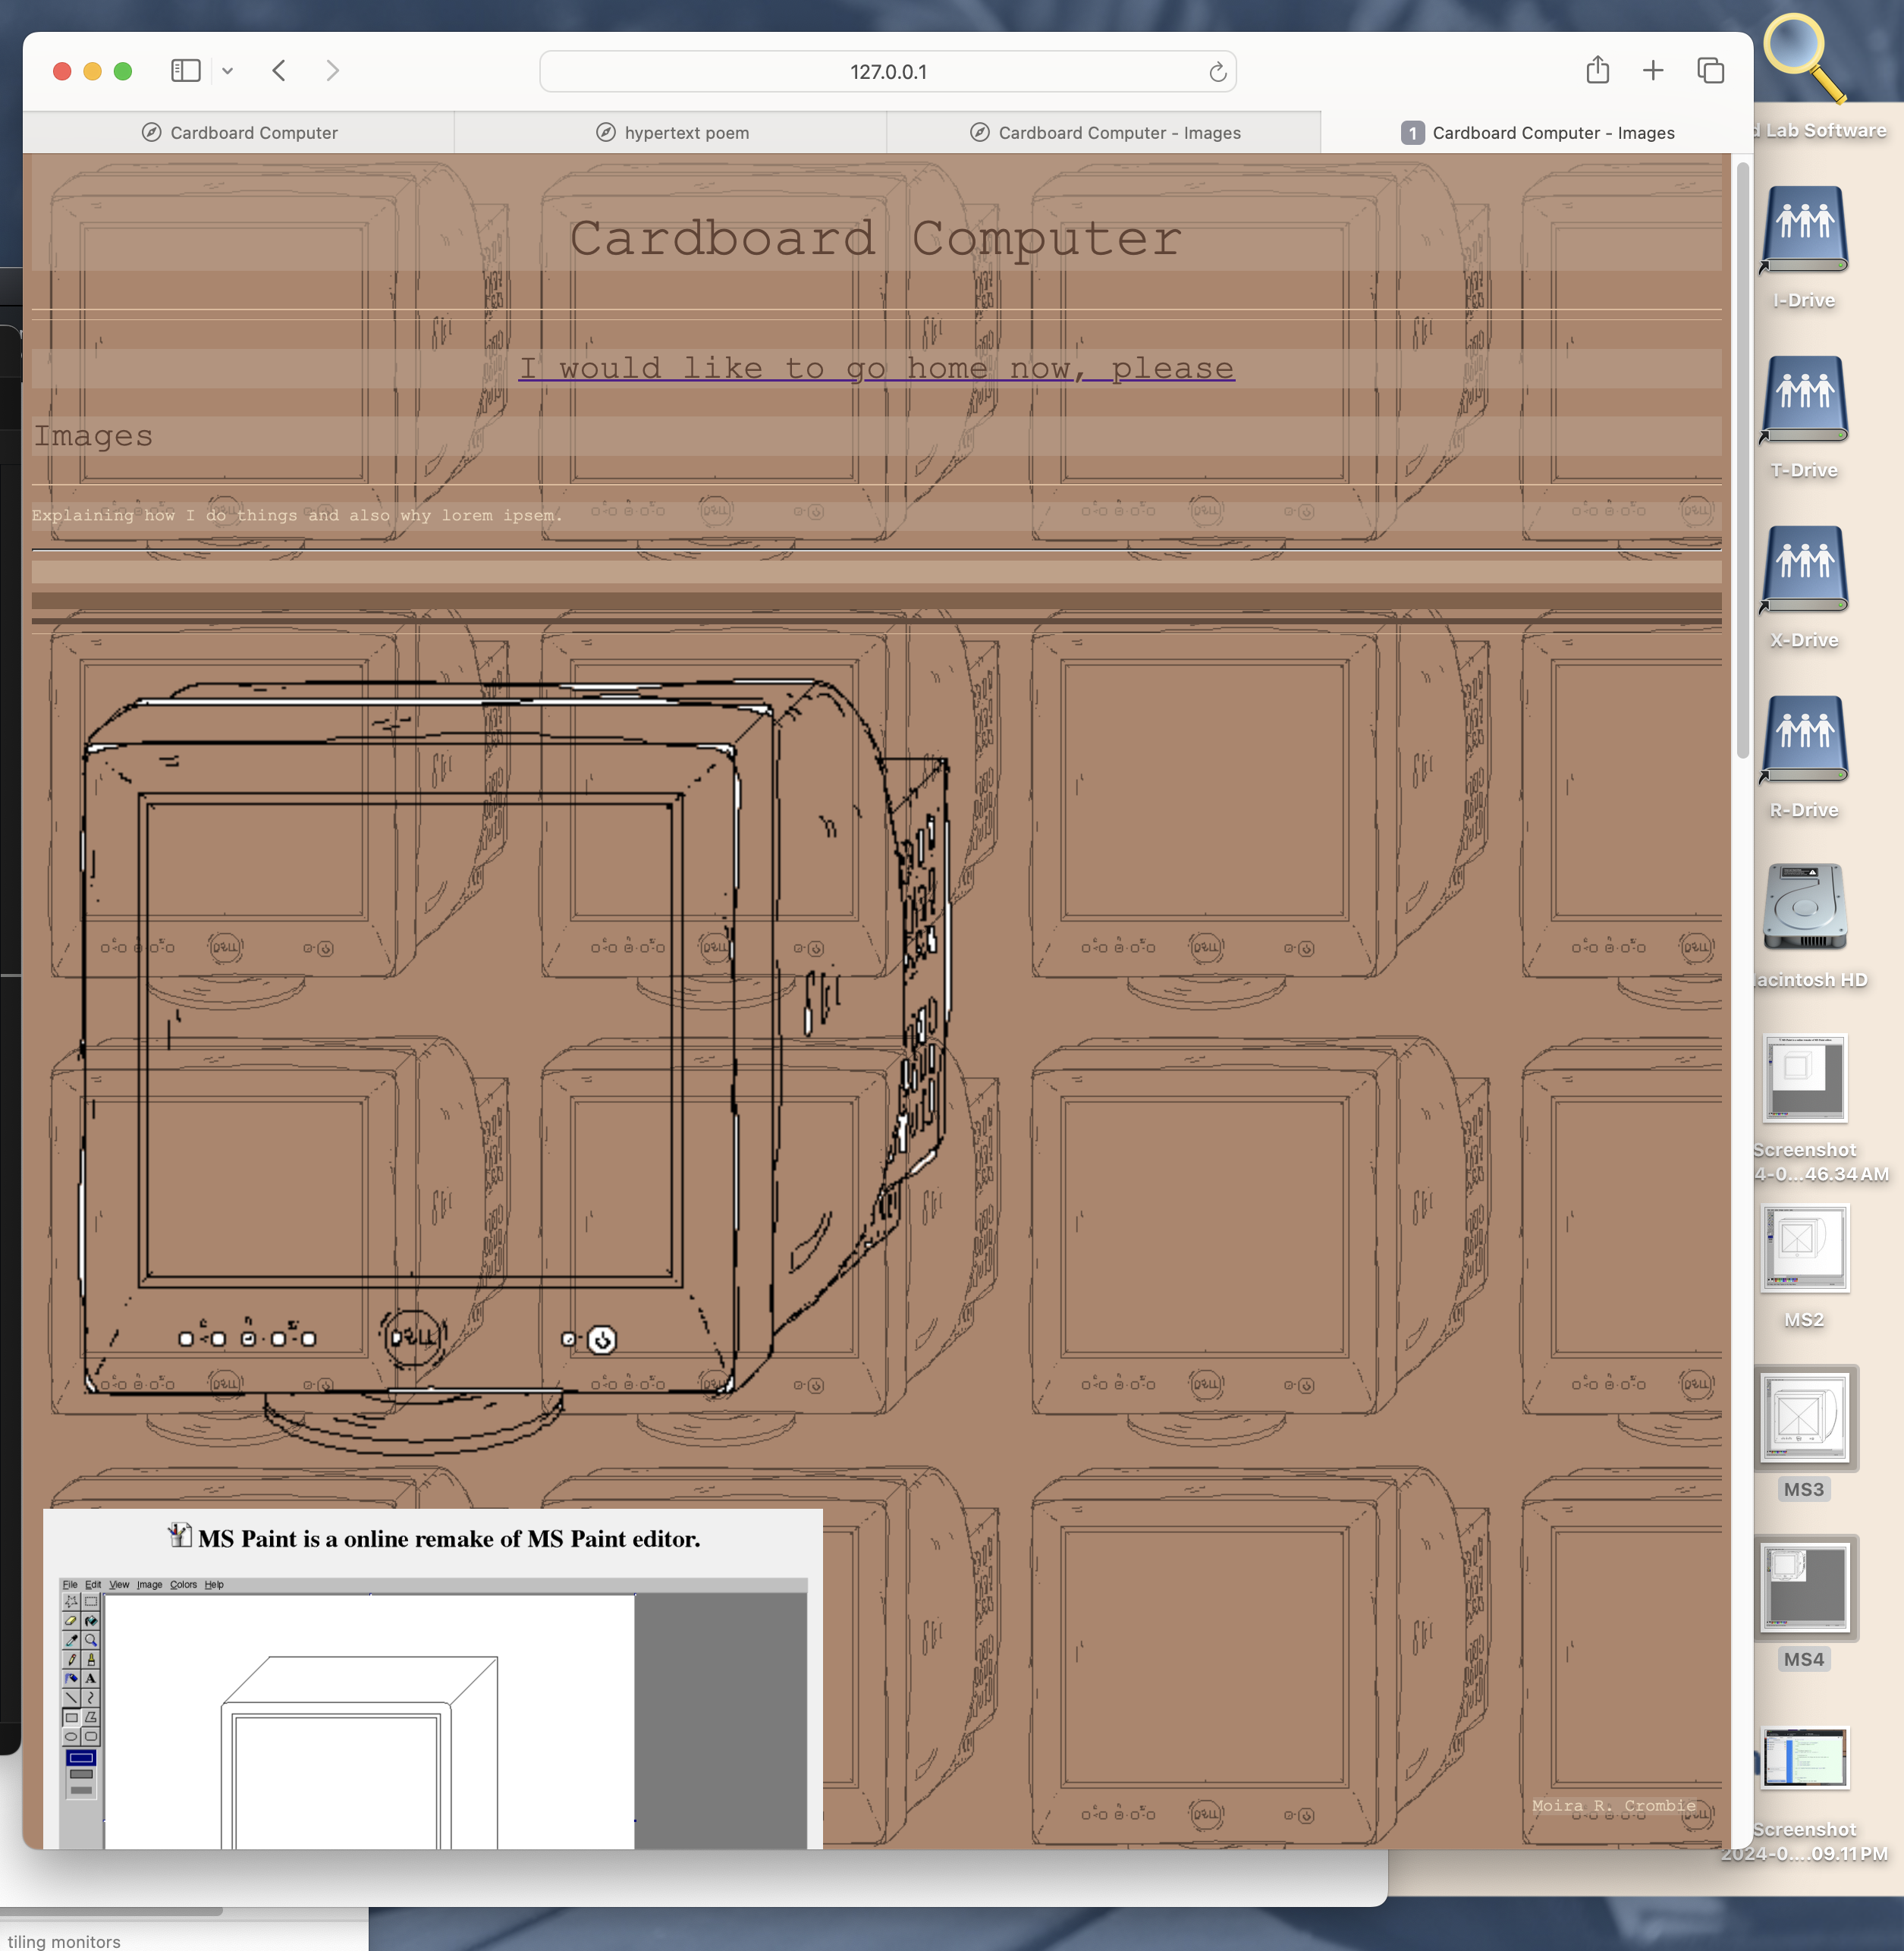 127.0.0.1
Cardboard Computer
hypertext poem
Cardboard Computer - Images
1 Cardboard Computer - Images
Cardboard Computer
I would like to go home now, please
Images
Explaining how I do things and also why lorem ipsem.
DELL
MS Paint is a online remake of MS Paint editor.
File Edit View Image Colors Help
Moira R. Crombie
d Lab Software
I-Drive
T-Drive
X-Drive
R-Drive
acintosh HD
Screenshot
4-0...46.34 AM
MS2
MS3
MS4
Screenshot
2024-0....09.11 PM
tiling monitors